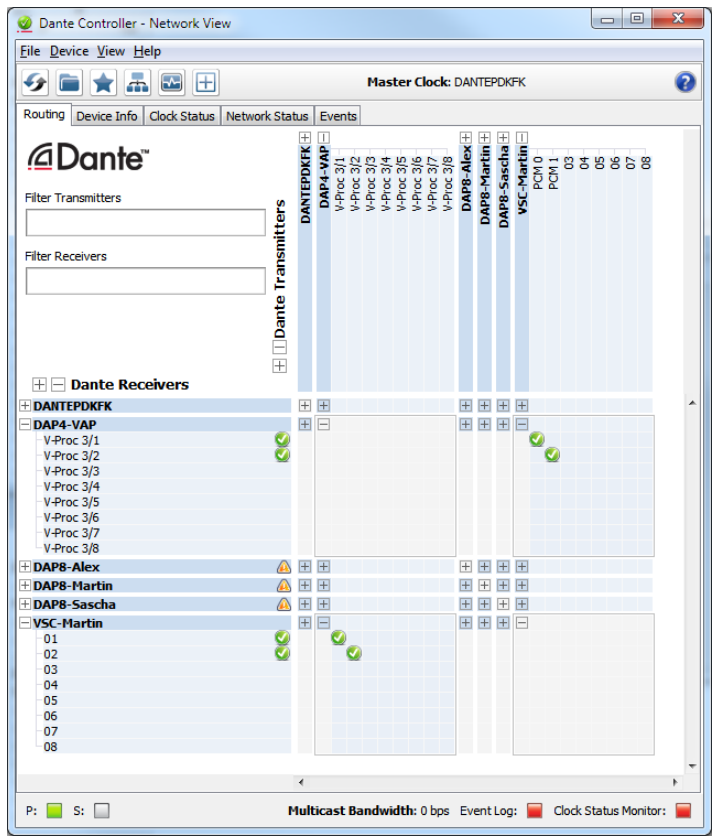 Dante Controller - Network View
File Device View Help
Master Clock: DANTEPDKFK
Routing Device Info Clock Status Network Status Events
Dante™
Filter Transmitters
Filter Receivers
Dante Transmitters
DANTEPDKFK
DAP4-VAP
V-Proc 3/1
V-Proc 3/2
V-Proc 3/3
V-Proc 3/4
V-Proc 3/5
V-Proc 3/6
V-Proc 3/7
V-Proc 3/8
DAP8-Alex
DAP8-Martin
DAP8-Sascha
VSC-Martin
PCM 0
PCM 1
03
04
05
06
07
08
Dante Receivers
DANTEPDKFK
DAP4-VAP
V-Proc 3/1
V-Proc 3/2
V-Proc 3/3
V-Proc 3/4
V-Proc 3/5
V-Proc 3/6
V-Proc 3/7
V-Proc 3/8
DAP8-Alex
DAP8-Martin
DAP8-Sascha
VSC-Martin
01
02
03
04
05
06
07
08
P: S: Multicast Bandwidth: 0 bps Event Log: Clock Status Monitor: